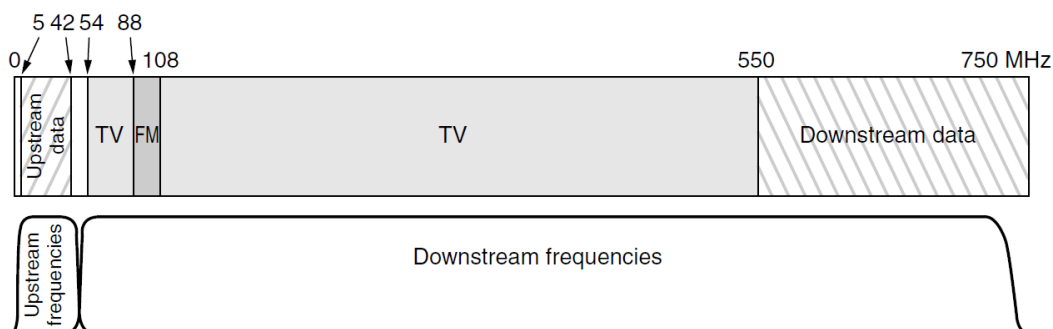 5 42 54 88
0 108 550 750 MHz
Upstream
data
TV FM TV Downstream data
Upstream
frequencies
Downstream frequencies